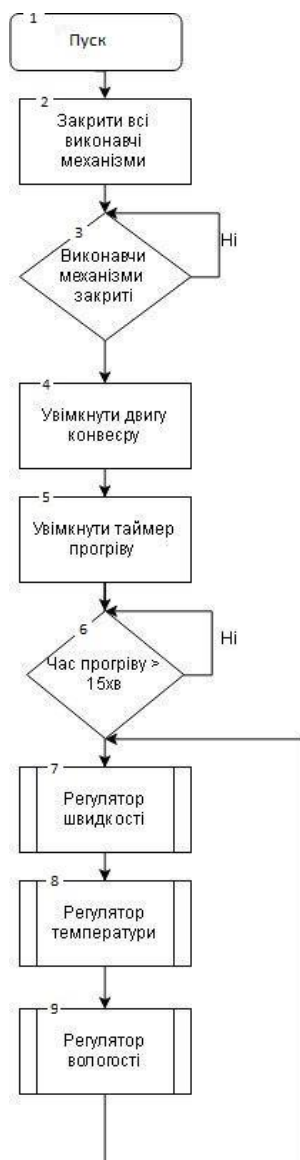 1
Пуск
2
Закрити всі
виконавчі
механізми
3
Виконавчи
механізми
закриті
Ні
4
Увімкнути двигу
конвеєру
5
Увімкнути таймер
прогріву
6
Час прогріву >
15хв
Ні
7
Регулятор
швидкості
8
Регулятор
температури
9
Регулятор
вологості